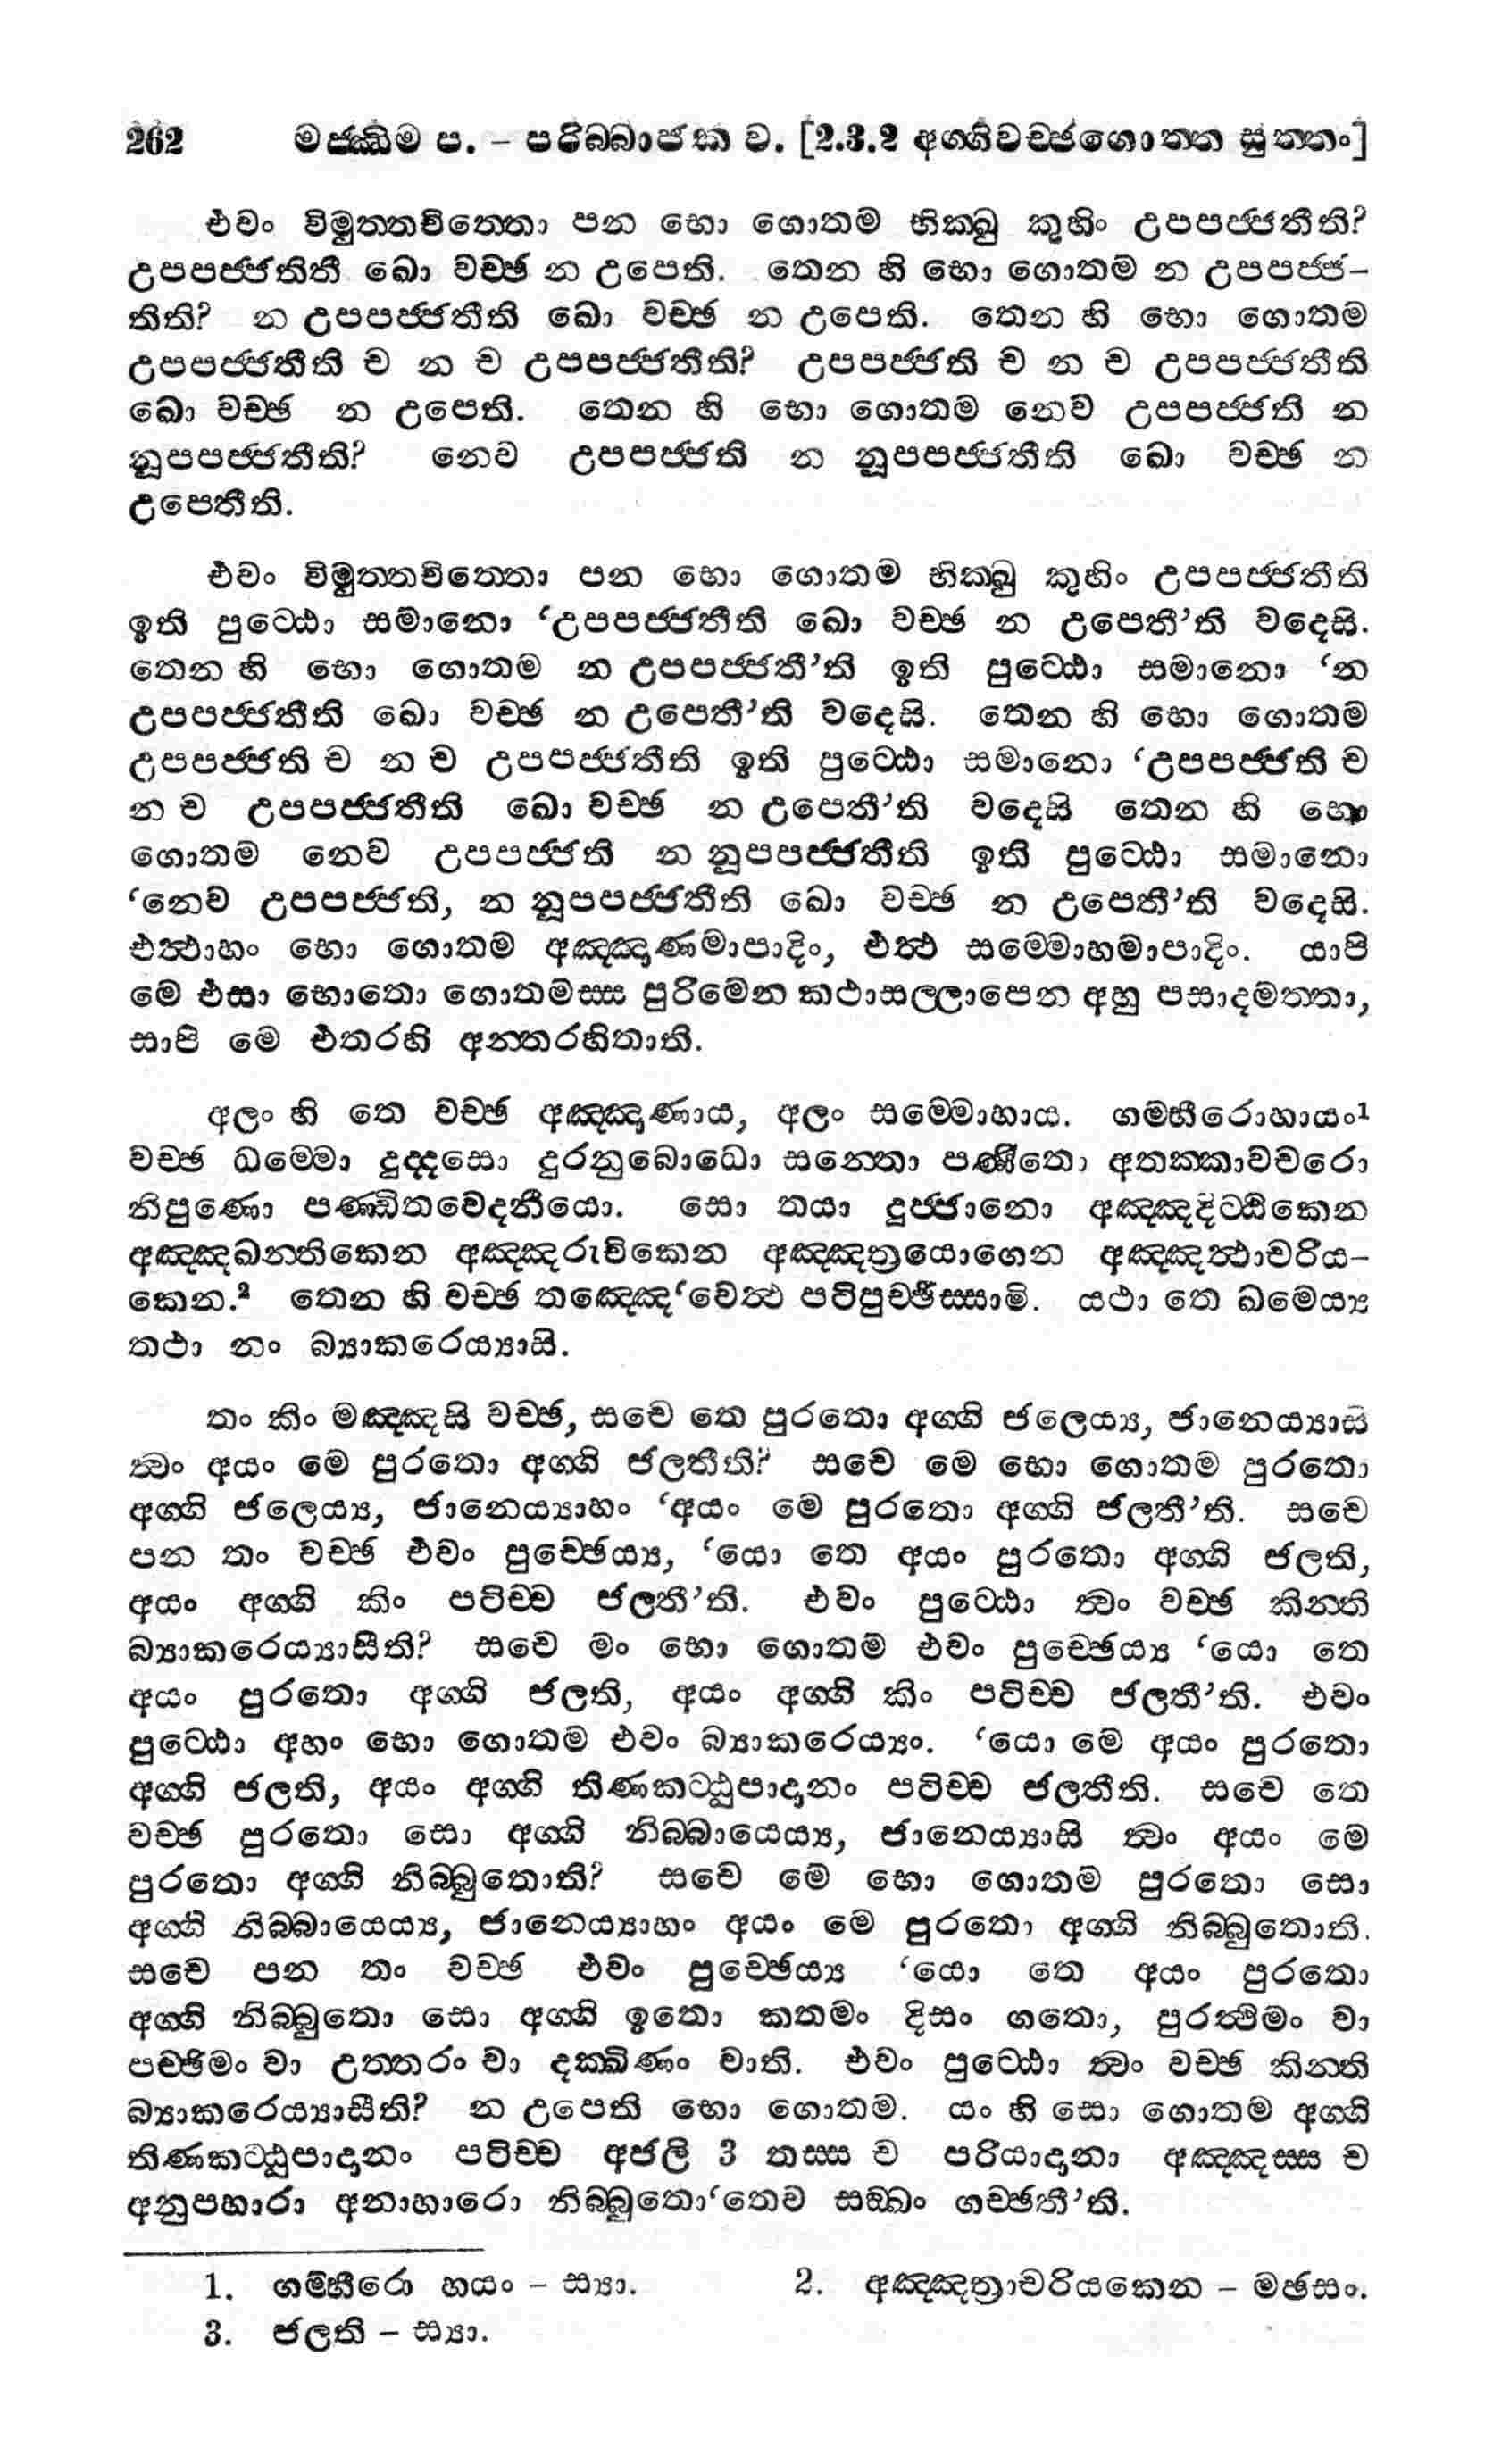 262 මජ්ඣිම ප. – පරිබ්බාජක ව. [2.3.2 අග්ගිවච්ඡගොත්ත සුත්තං]
එවං විමුත්තචිත්තො පන භො ගොතම භික්ඛු කුහිං උපපජ්ජතීති?
උපපජ්ජතිතී ඛො වච්ඡ න උපෙති. තෙන හි භො ගොතම න උපපජ්ජ–
තිති? න උපපජ්ජතීති ඛො වච්ඡ න උපෙති. තෙන හි භො ගොතම
උපපජ්ජතීති ච න ච උපපජ්ජතීති? උපපජ්ජති ච න ච උපපජ්ජතීති
ඛො වච්ඡ න උපෙති. තෙන හි භො ගොතම නෙව උපපජ්ජති න
නූපපජ්ජතීති? නෙව උපපජ්ජති න නූපපජ්ජතීති ඛො වච්ඡ න
උපෙතීති.
එවං විමුත්තචිත්තො පන භො ගොතම භික්ඛු කුහිං උපපජ්ජතීති
ඉති පුට්ඨො සමානො ‘උපපජ්ජතීති ඛො වච්ඡ න උපෙතී’ති වදෙසි.
තෙන හි භො ගොතම න උපපජ්ජතී’ති ඉති පුට්ඨො සමානො ‘න
උපපජ්ජතීති ඛො වච්ඡ න උපෙතී’ති වදෙසි. තෙන හි භො ගොතම
උපපජ්ජති ච න ච උපපජ්ජතීති ඉති පුට්ඨො සමානො ‘උපපජ්ජති ච
න ච උපපජ්ජතීති ඛො වච්ඡ න උපෙතී’ති වදෙසි තෙන හි භො
ගොතම නෙව උපපජ්ජති න නූපපජ්ජතීති ඉති පුට්ඨො සමානො
‘නෙව උපපජ්ජති, න නූපපජ්ජතීති ඛො වච්ඡ න උපෙතී’ති වදෙසි.
එත්ථාහං භො ගොතම අඤ්ඤාණමාපාදිං, එත්ථ සම්මොහමාපාදිං. යාපි
මෙ එසා භොතො ගොතමස්ස පුරිමෙන කථාසල්ලාපෙන අහු පසාදමත්තා,
සාපි මෙ එතරහි අන්තරහිතාති.
අලං හි තෙ වච්ඡ අඤ්ඤාණාය, අලං සම්මොහාය. ගම්භීරොහායං¹
වච්ඡ ධම්මො දුද්දසො දුරනුබොධො සන්තො පණීතො අතක්කාවචරො
නිපුණො පණ්ඩිතවෙදනීයො. සො තයා දුජ්ජානො අඤ්ඤදිට්ඨිකෙන
අඤ්ඤඛන්තිකෙන අඤ්ඤරුචිකෙන අඤ්ඤත්‍රයොගෙන අඤ්ඤත්ථාචරිය–
කෙන.² තෙන හි වච්ඡ තඤ්ඤ‘වෙත්ථ පටිපුච්ඡිස්සාමි. යථා තෙ ඛමෙය්‍ය
තථා නං බ්‍යාකරෙය්‍යාසි.
තං කිං මඤ්ඤසි වච්ඡ, සචෙ තෙ පුරතො අග්ගි ජලෙය්‍ය, ජානෙය්‍යාසි
ත්‍වං අයං මෙ පුරතො අග්ගි ජලතීති? සචෙ මෙ භො ගොතම පුරතො
අග්ගි ජලෙය්‍ය, ජානෙය්‍යාහං ‘අයං මෙ පුරතො අග්ගි ජලතී’ති. සචෙ
පන තං වච්ඡ එවං පුච්ඡෙය්‍ය, ‘යො තෙ අයං පුරතො අග්ගි ජලති,
අයං අග්ගි කිං පටිච්ච ජලතී’ති. එවං පුට්ඨො ත්‍වං වච්ඡ කින්ති
බ්‍යාකරෙය්‍යාසීති? සචෙ මං භො ගොතම එවං පුච්ඡෙය්‍ය ‘යො තෙ
අයං පුරතො අග්ගි ජලති, අයං අග්ගි කිං පටිච්ච ජලතී’ති. එවං
පුට්ඨො අහං භො ගොතම එවං බ්‍යාකරෙය්‍යං. ‘යො මෙ අයං පුරතො
අග්ගි ජලති, අයං අග්ගි තිණකට්ඨුපාදානං පටිච්ච ජලතීති. සචෙ තෙ
වච්ඡ පුරතො සො අග්ගි නිබ්බායෙය්‍ය, ජානෙය්‍යාසි ත්‍වං අයං මෙ
පුරතො අග්ගි නිබ්බුතොති? සචෙ මෙ භො ගොතම පුරතො සො
අග්ගි නිබ්බායෙය්‍ය, ජානෙය්‍යාහං අයං මෙ පුරතො අග්ගි නිබ්බුතොති.
සචෙ පන තං වච්ඡ එවං පුච්ඡෙය්‍ය ‘යො තෙ අයං පුරතො
අග්ගි නිබ්බුතො සො අග්ගි ඉතො කතමං දිසං ගතො, පුරත්ථිමං වා
පච්ඡිමං වා උත්තරං වා දක්ඛිණං වාති. එවං පුට්ඨො ත්‍වං වච්ඡ කින්ති
බ්‍යාකරෙය්‍යාසීති? න උපෙති භො ගොතම. යං හි සො ගොතම අග්ගි
තිණකට්ඨුපාදානං පටිච්ච අජලි 3 තස්ස ච පරියාදානා අඤ්ඤස්ස ච
අනුපහාරා අනාහාරො නිබ්බුතො‘තෙව සඞ්ඛං ගච්ඡතී’ති.
1. ගම්භීරො හයං – ස්‍යා. 2. අඤ්ඤත්‍රාචරියකෙන – මඡසං.
3. ජලති – ස්‍යා.